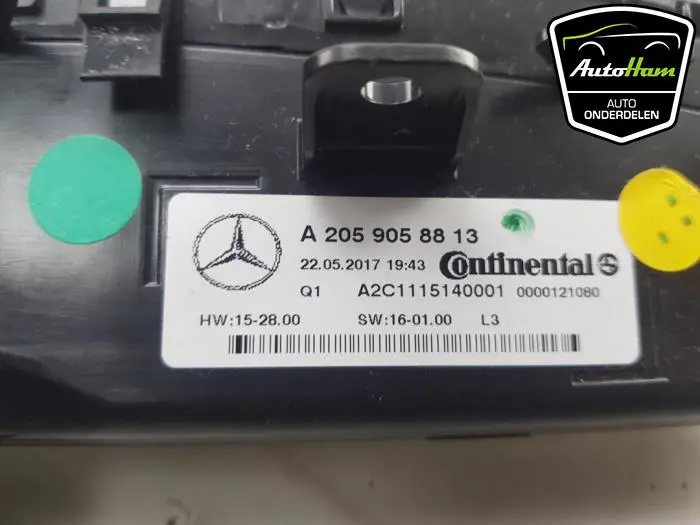 AutoHam
AUTO
ONDERDELEN
A 205 905 88 13
22.05.2017 19:43 Continental
Q1 A2C1115140001 0000121080
HW:15-28.00 SW:16-01.00 L3